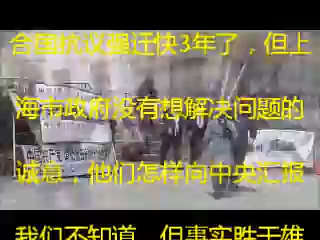 合国抗议强迁快3年了，但上
海市政府没有想解决问题的
诚意，他们怎样向中央汇报
我们不知道，但事实胜于雄